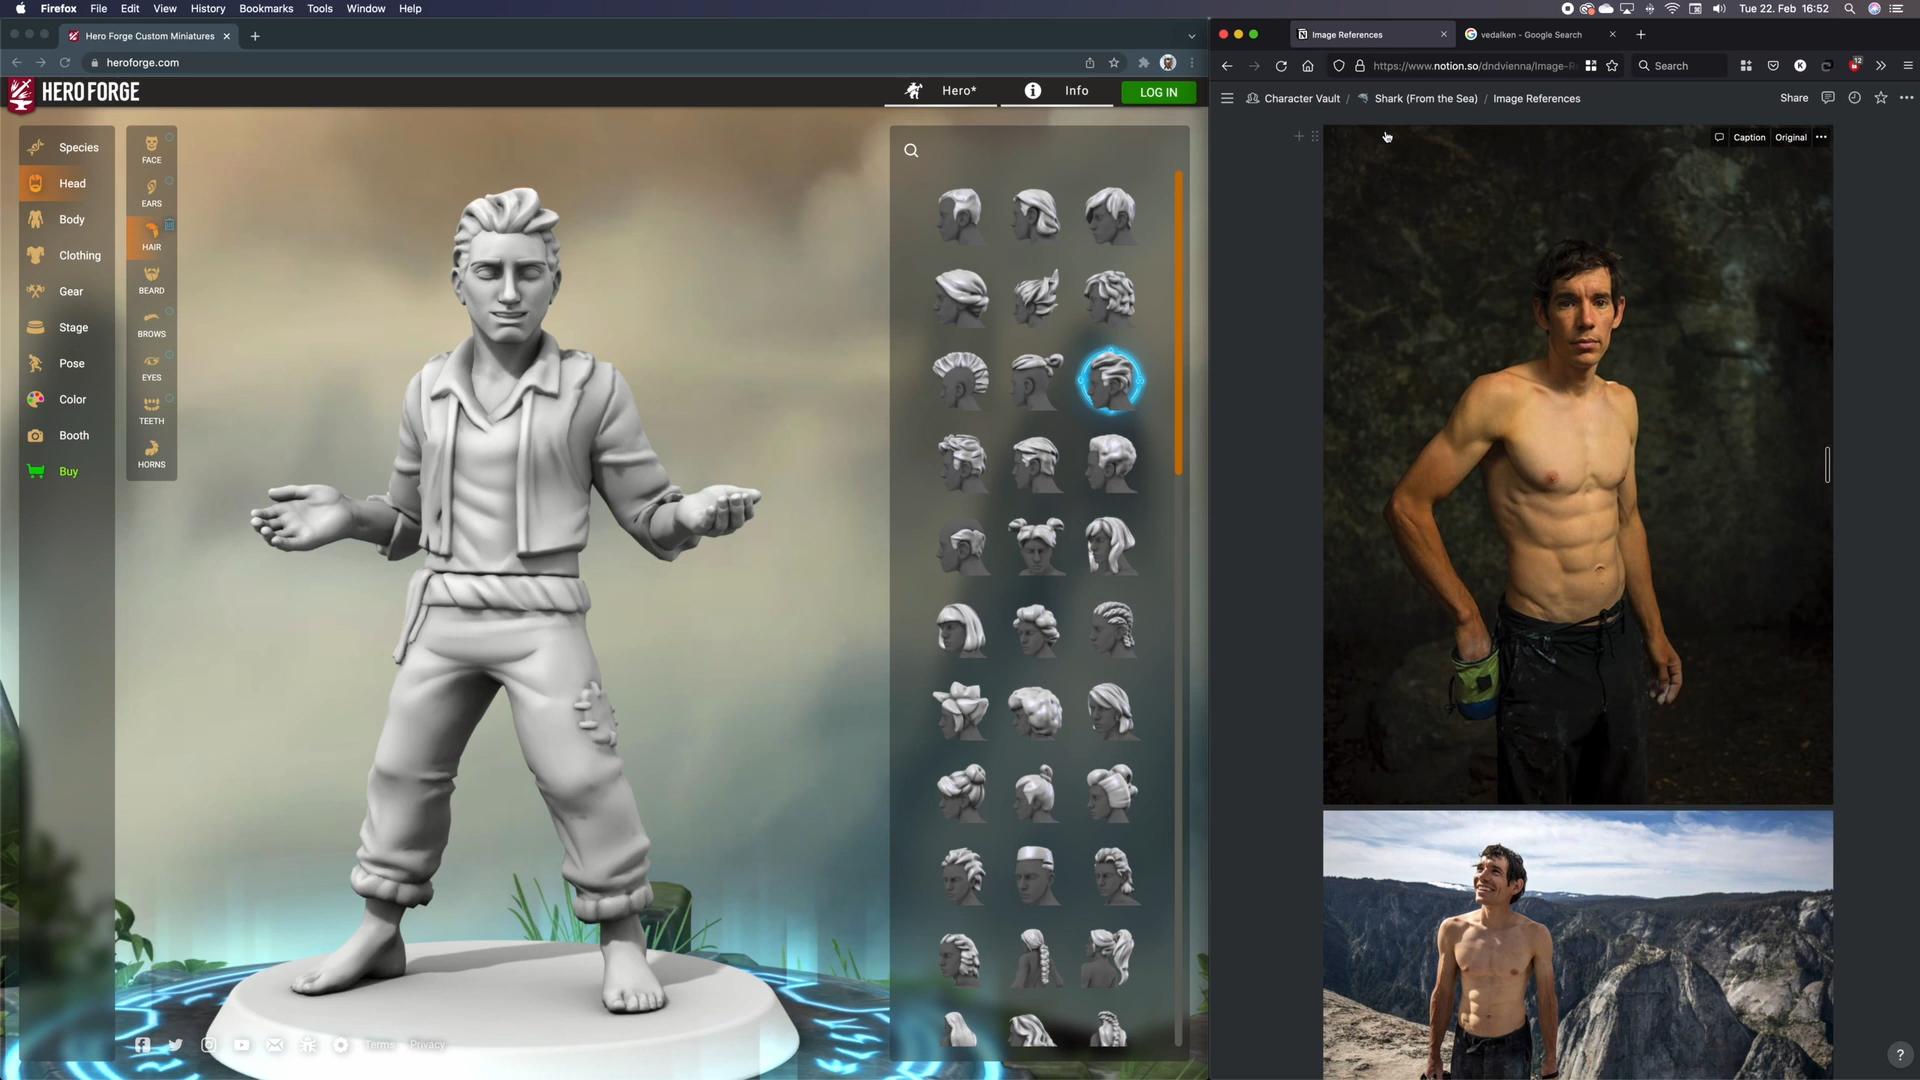 Firefox File Edit View History Bookmarks Tools Window Help
Tue 22. Feb 16:52
Hero Forge Custom Miniatures
heroforge.com
HERO FORGE
Hero*
Info
LOG IN
Species
Head
Body
Clothing
Gear
Stage
Pose
Color
Booth
Buy
FACE
EARS
HAIR
BEARD
BROWS
EYES
TEETH
HORNS
Terms Privacy
Image References
vedalken - Google Search
https://www.notion.so/dndvienna/Image-R
Search
12
Character Vault / Shark (From the Sea) / Image References
Share
Caption Original
?